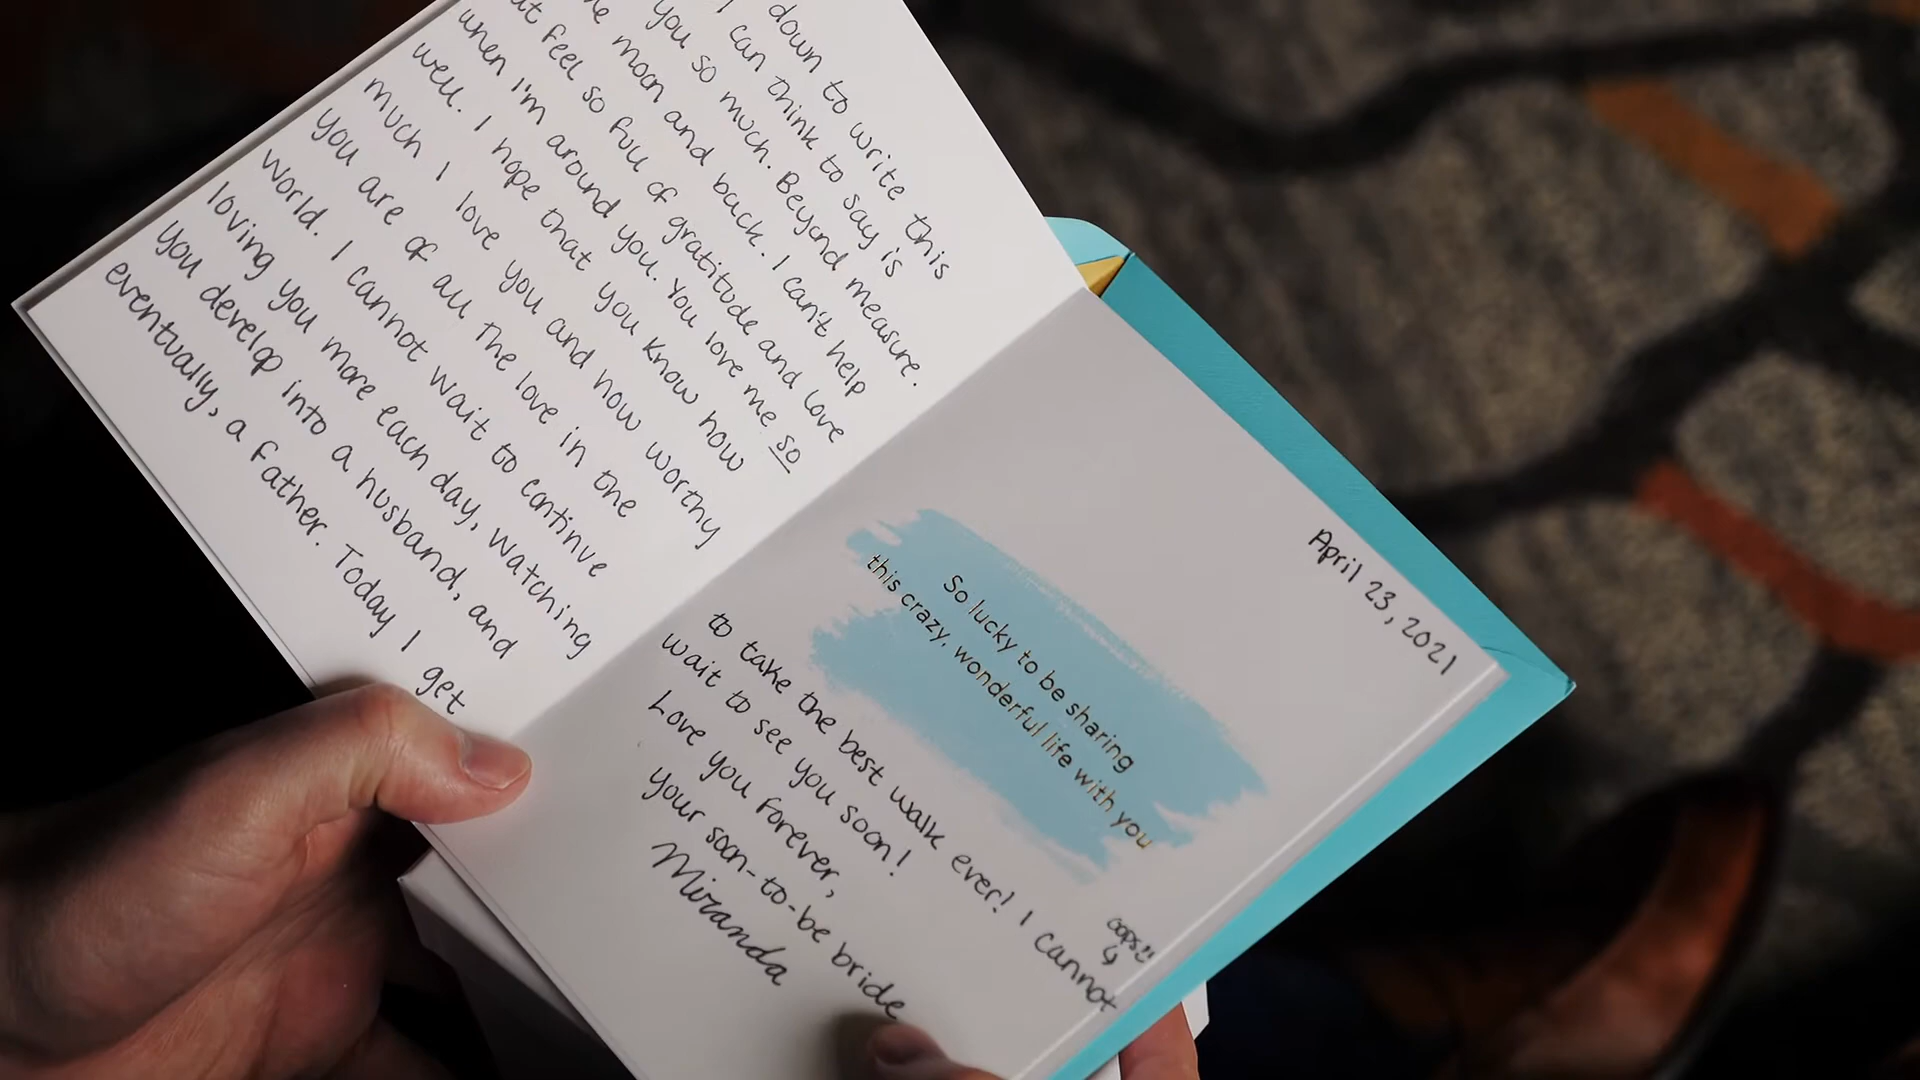 down to write this
I can think to say is
you so much. Beyond measure.
the moon and back. I can't help
but feel so full of gratitude and love
when I'm around you. You love me so
well. I hope that you know how
much I love you and how worthy
you are of all the love in the
world. I cannot wait to continue
loving you more each day, watching
you develop into a husband, and
eventually, a father. Today I get
April 23, 2021
So lucky to be sharing
this crazy, wonderful life with you
oops!!
to take the best walk ever! I cannot
wait to see you soon!
Love you forever,
your soon-to-be bride
Miranda